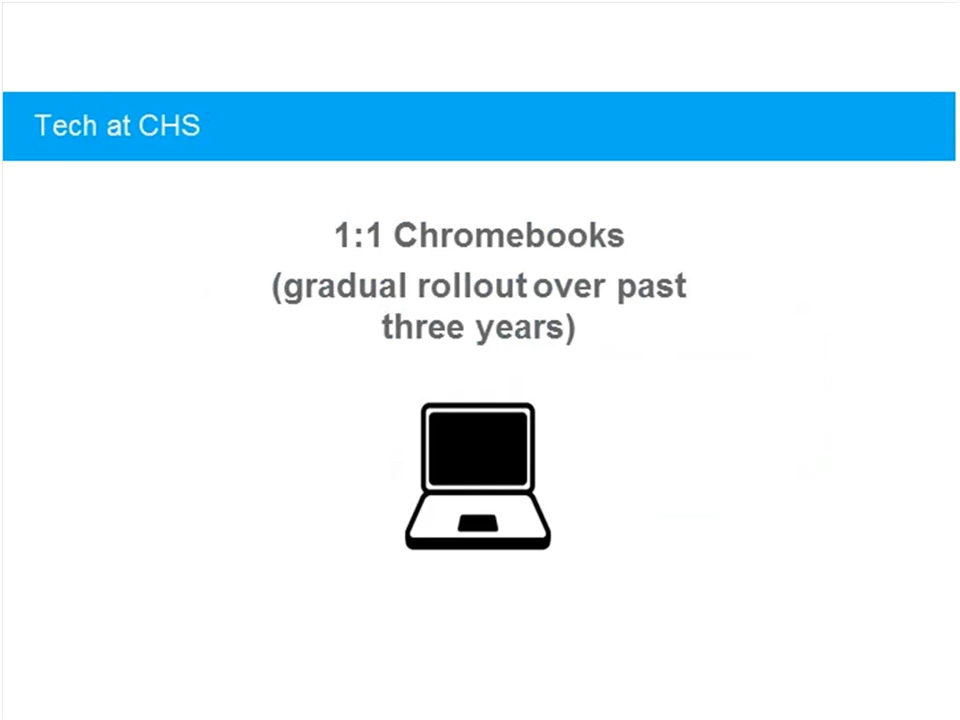 Tech at CHS
1:1 Chromebooks
(gradual rollout over past
three years)